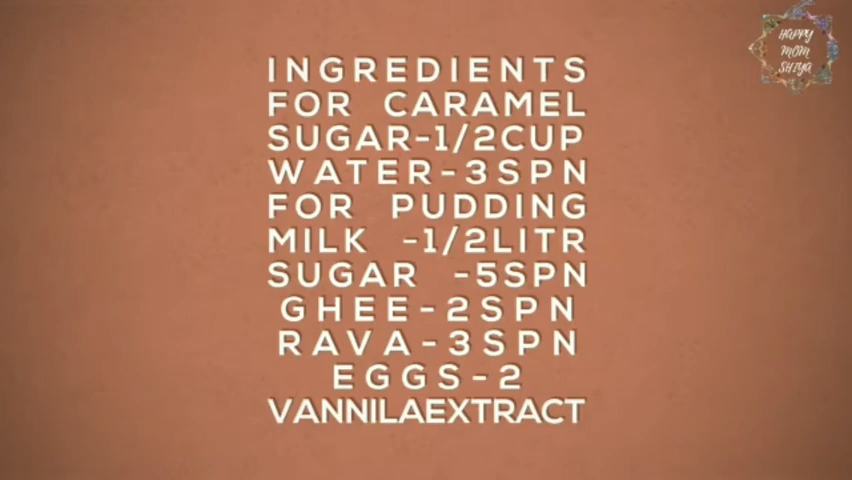 INGREDIENTS
FOR CARAMEL
SUGAR-1/2CUP
WATER-3SPN
FOR PUDDING
MILK -1/2LITR
SUGAR -5SPN
GHEE-2SPN
RAVA-3SPN
EGGS-2
VANNILAEXTRACT
HAPPY
MOM
SHIYA